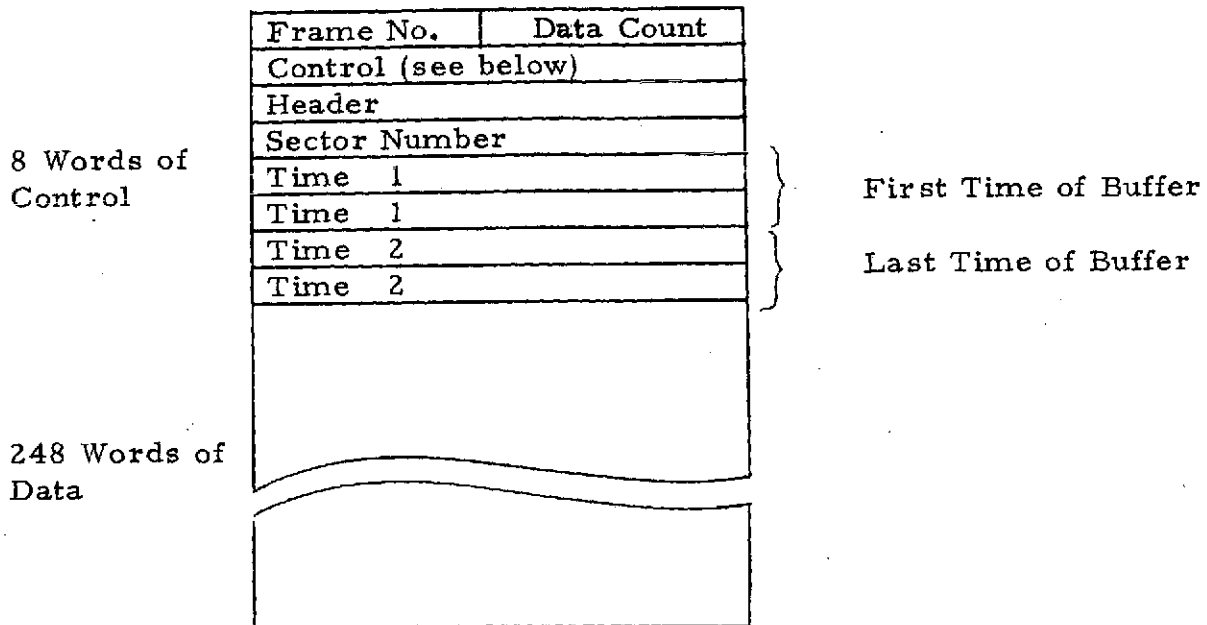 Frame No. Data Count
Control (see below)
Header
Sector Number
8 Words of
Control
Time 1
Time 1
Time 2
Time 2
First Time of Buffer
Last Time of Buffer
248 Words of
Data